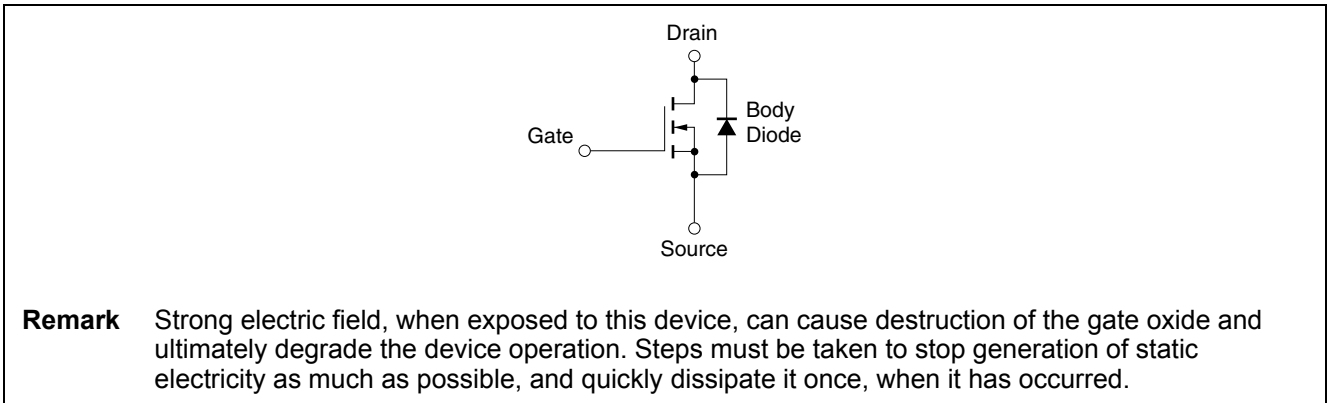 Drain
Body
Diode
Gate
Source
Remark Strong electric field, when exposed to this device, can cause destruction of the gate oxide and
ultimately degrade the device operation. Steps must be taken to stop generation of static
electricity as much as possible, and quickly dissipate it once, when it has occurred.